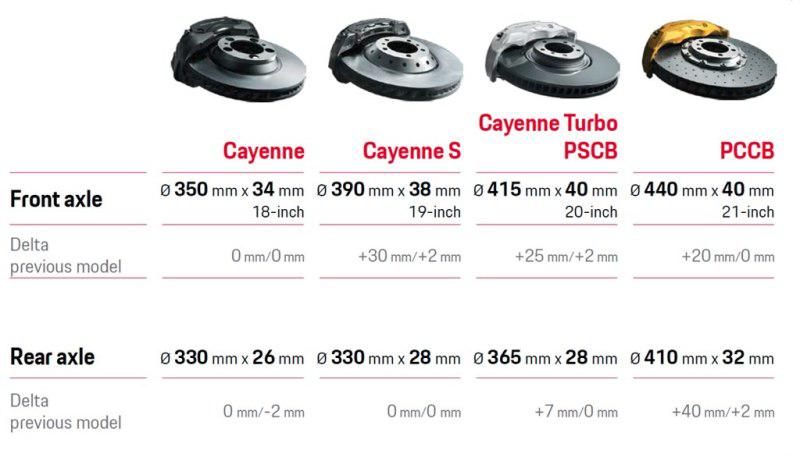 Cayenne Cayenne S Cayenne Turbo
PSCB PCCB
Front axle Ø 350 mm x 34 mm Ø 390 mm x 38 mm Ø 415 mm x 40 mm Ø 440 mm x 40 mm
18-inch 19-inch 20-inch 21-inch
Delta
previous model 0 mm/0 mm +30 mm/+2 mm +25 mm/+2 mm +20 mm/0 mm
Rear axle Ø 330 mm x 26 mm Ø 330 mm x 28 mm Ø 365 mm x 28 mm Ø 410 mm x 32 mm
Delta
previous model 0 mm/-2 mm 0 mm/0 mm +7 mm/0 mm +40 mm/+2 mm